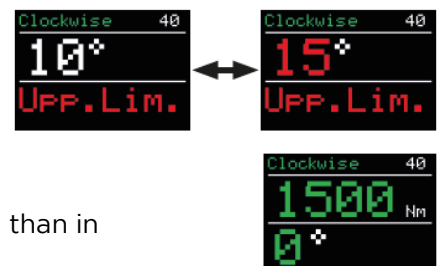 Clockwise 40
10°
Upp.Lim.
Clockwise 40
15°
Upp.Lim.
than in
Clockwise 40
1500 Nm
0°